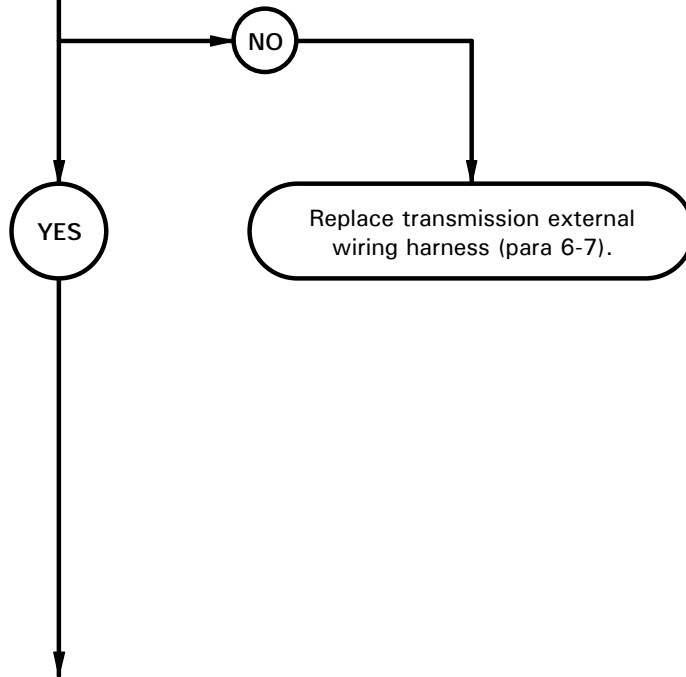 NO
YES
Replace transmission external
wiring harness (para 6-7).